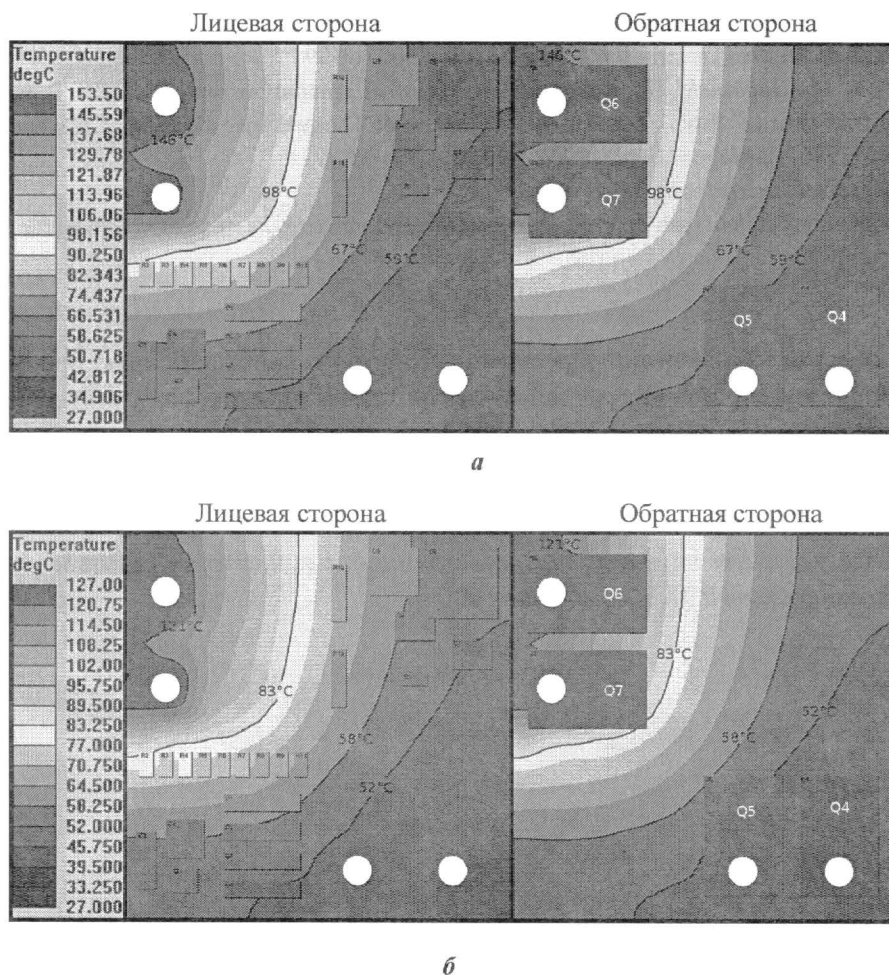 Лицевая сторона
Обратная сторона
Temperature
degC
153.50
145.59
137.68
129.78
121.87
113.96
106.06
98.156
90.250
82.343
74.437
66.531
58.625
50.718
42.812
34.906
27.000
146°C
98°C
67°C
59°C
146°C
Q6
Q7
98°C
67°C
59°C
Q5
Q4
а
Лицевая сторона
Обратная сторона
Temperature
degC
127.00
120.75
114.50
108.25
102.00
95.750
89.500
83.250
77.000
70.750
64.500
58.250
52.000
45.750
39.500
33.250
27.000
121°C
83°C
58°C
52°C
121°C
Q6
Q7
83°C
58°C
52°C
Q5
Q4
б